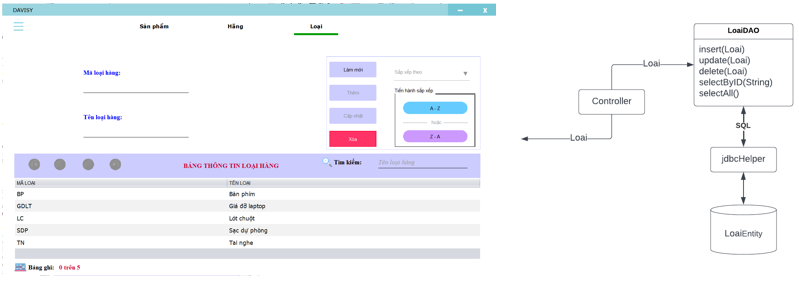 DAVISY
X
Sản phẩm
Hãng
Loại
Mã loại hàng:
Tên loại hàng:
Làm mới
Thêm
Cập nhật
Xóa
Sắp xếp theo:
Tiến hành sắp xếp
A - Z
hoặc
Z - A
BẢNG THÔNG TIN LOẠI HÀNG
Tìm kiếm:
Tên loại hàng
MÃ LOẠI
TÊN LOẠI
BP
Bàn phím
GDLT
Giá đỡ laptop
LC
Lót chuột
SDP
Sạc dự phòng
TN
Tai nghe
Bảng ghi: 0 trên 5
Controller
Loai
Loai
LoaiDAO
insert(Loai)
update(Loai)
delete(Loai)
selectByID(String)
selectAll()
SQL
jdbcHelper
LoaiEntity